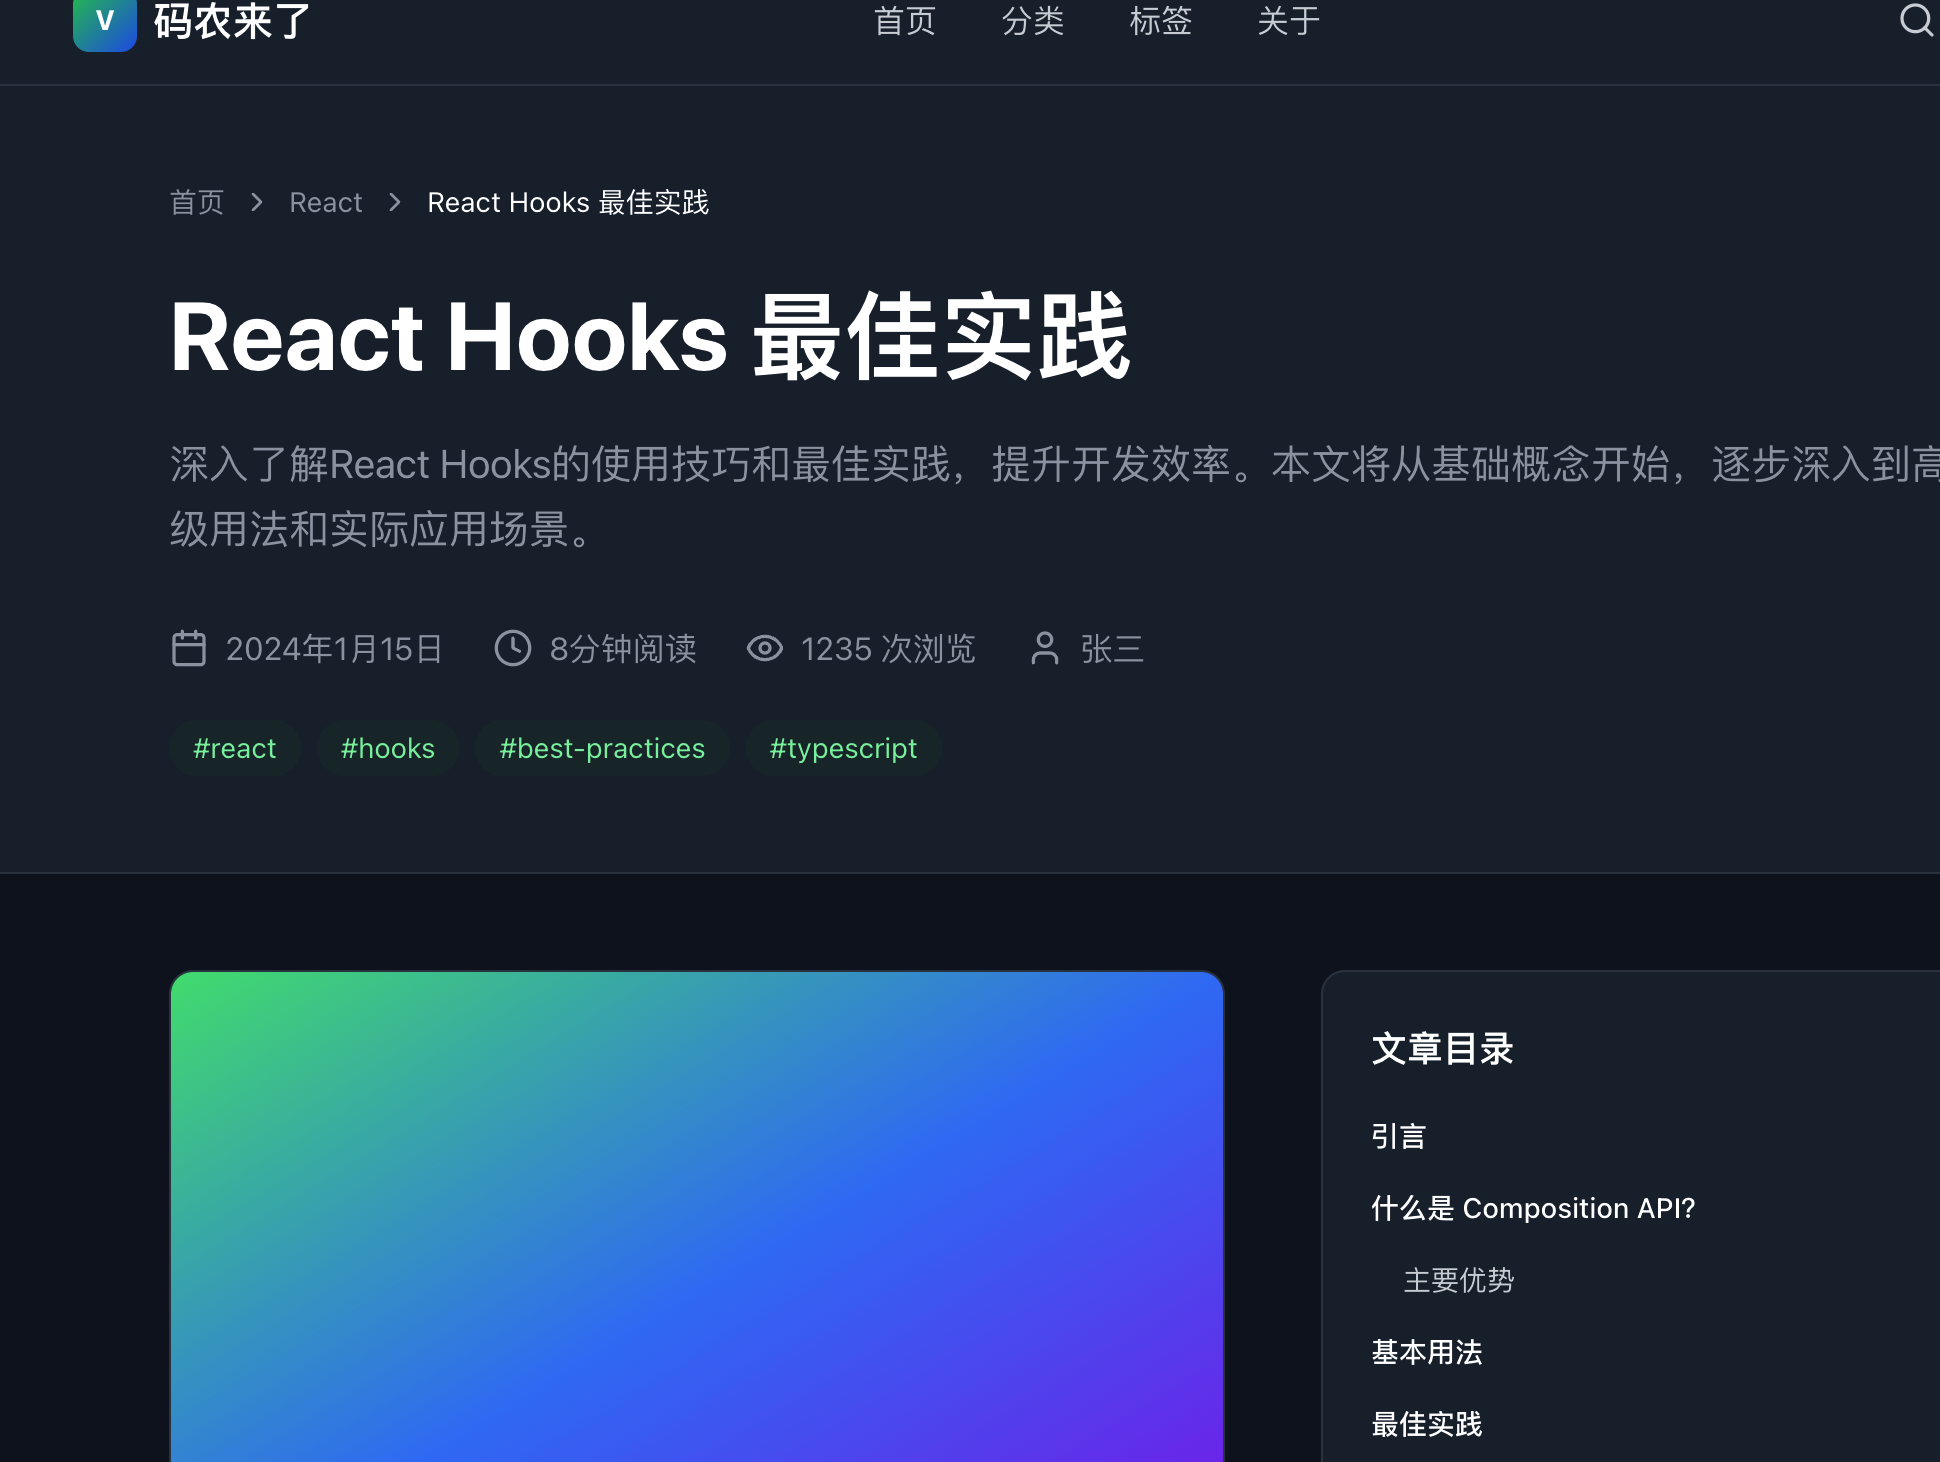 V 码农来了 首页 分类 标签 关于
首页 > React > React Hooks 最佳实践
React Hooks 最佳实践
深入了解React Hooks的使用技巧和最佳实践，提升开发效率。本文将从基础概念开始，逐步深入到高
级用法和实际应用场景。
2024年1月15日 8分钟阅读 1235 次浏览 张三
#react #hooks #best-practices #typescript
文章目录
引言
什么是 Composition API?
主要优势
基本用法
最佳实践